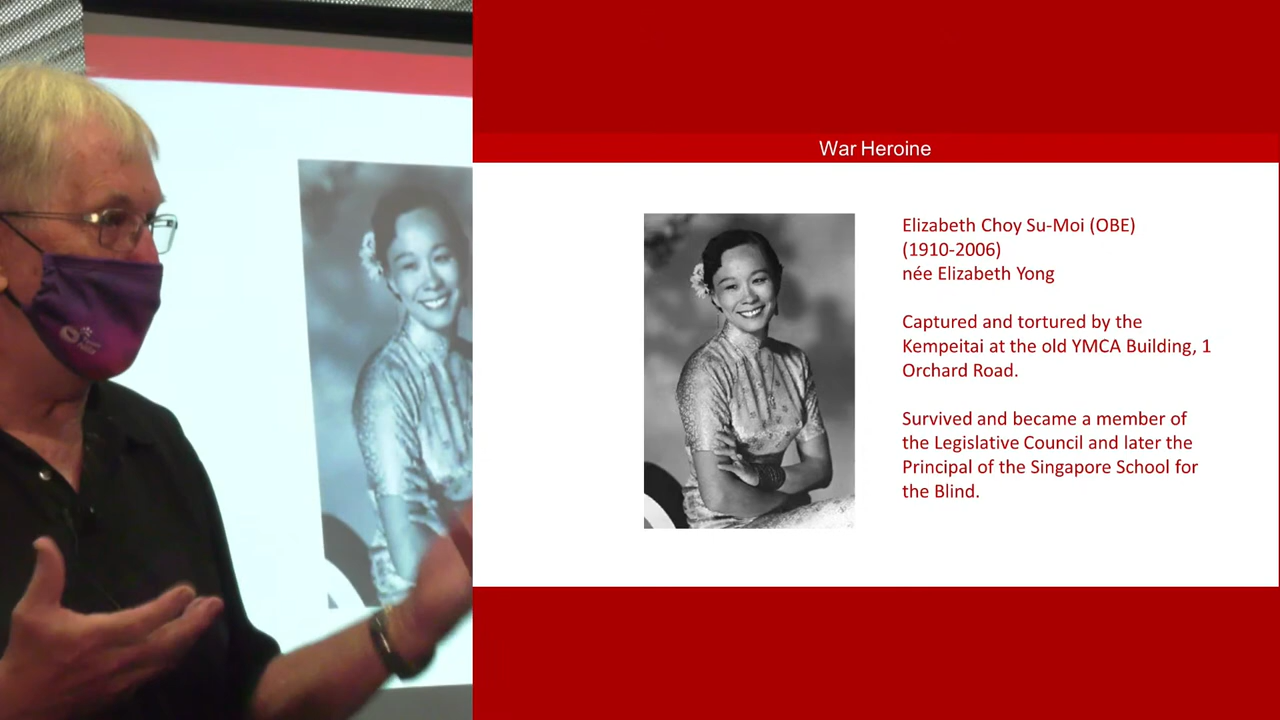 War Heroine
Elizabeth Choy Su-Moi (OBE)
(1910-2006)
née Elizabeth Yong
Captured and tortured by the
Kempeitai at the old YMCA Building, 1
Orchard Road.
Survived and became a member of
the Legislative Council and later the
Principal of the Singapore School for
the Blind.